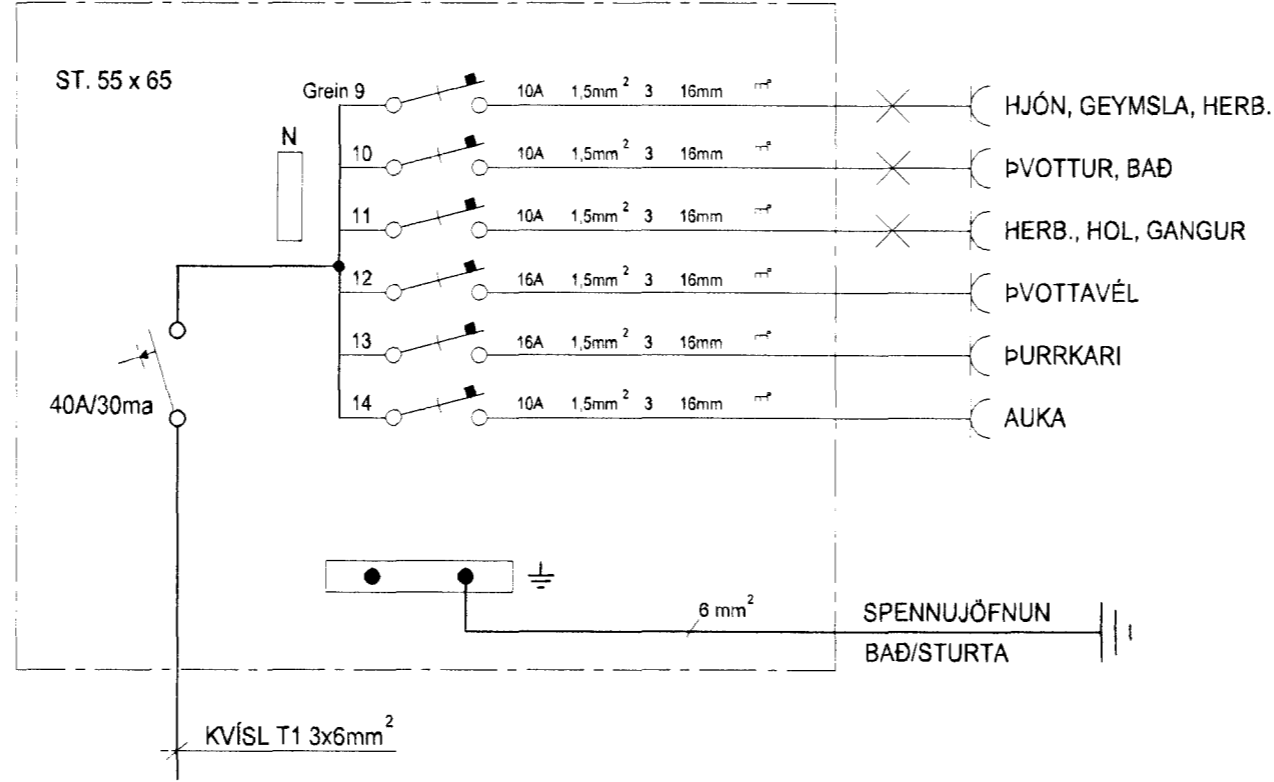 ST. 55 x 65
N
Grein 9 10A 1,5mm² 3 16mm HJÓN, GEYMSLA, HERB.
10 10A 1,5mm² 3 16mm ÞVOTTUR, BAÐ
11 10A 1,5mm² 3 16mm HERB., HOL, GANGUR
12 16A 1,5mm² 3 16mm ÞVOTTAVÉL
13 16A 1,5mm² 3 16mm ÞURRKARI
14 10A 1,5mm² 3 16mm AUKA
40A/30ma
6 mm²
SPENNUJÖFNUN
BAÐ/STURTA
KVÍSL T1 3x6mm²